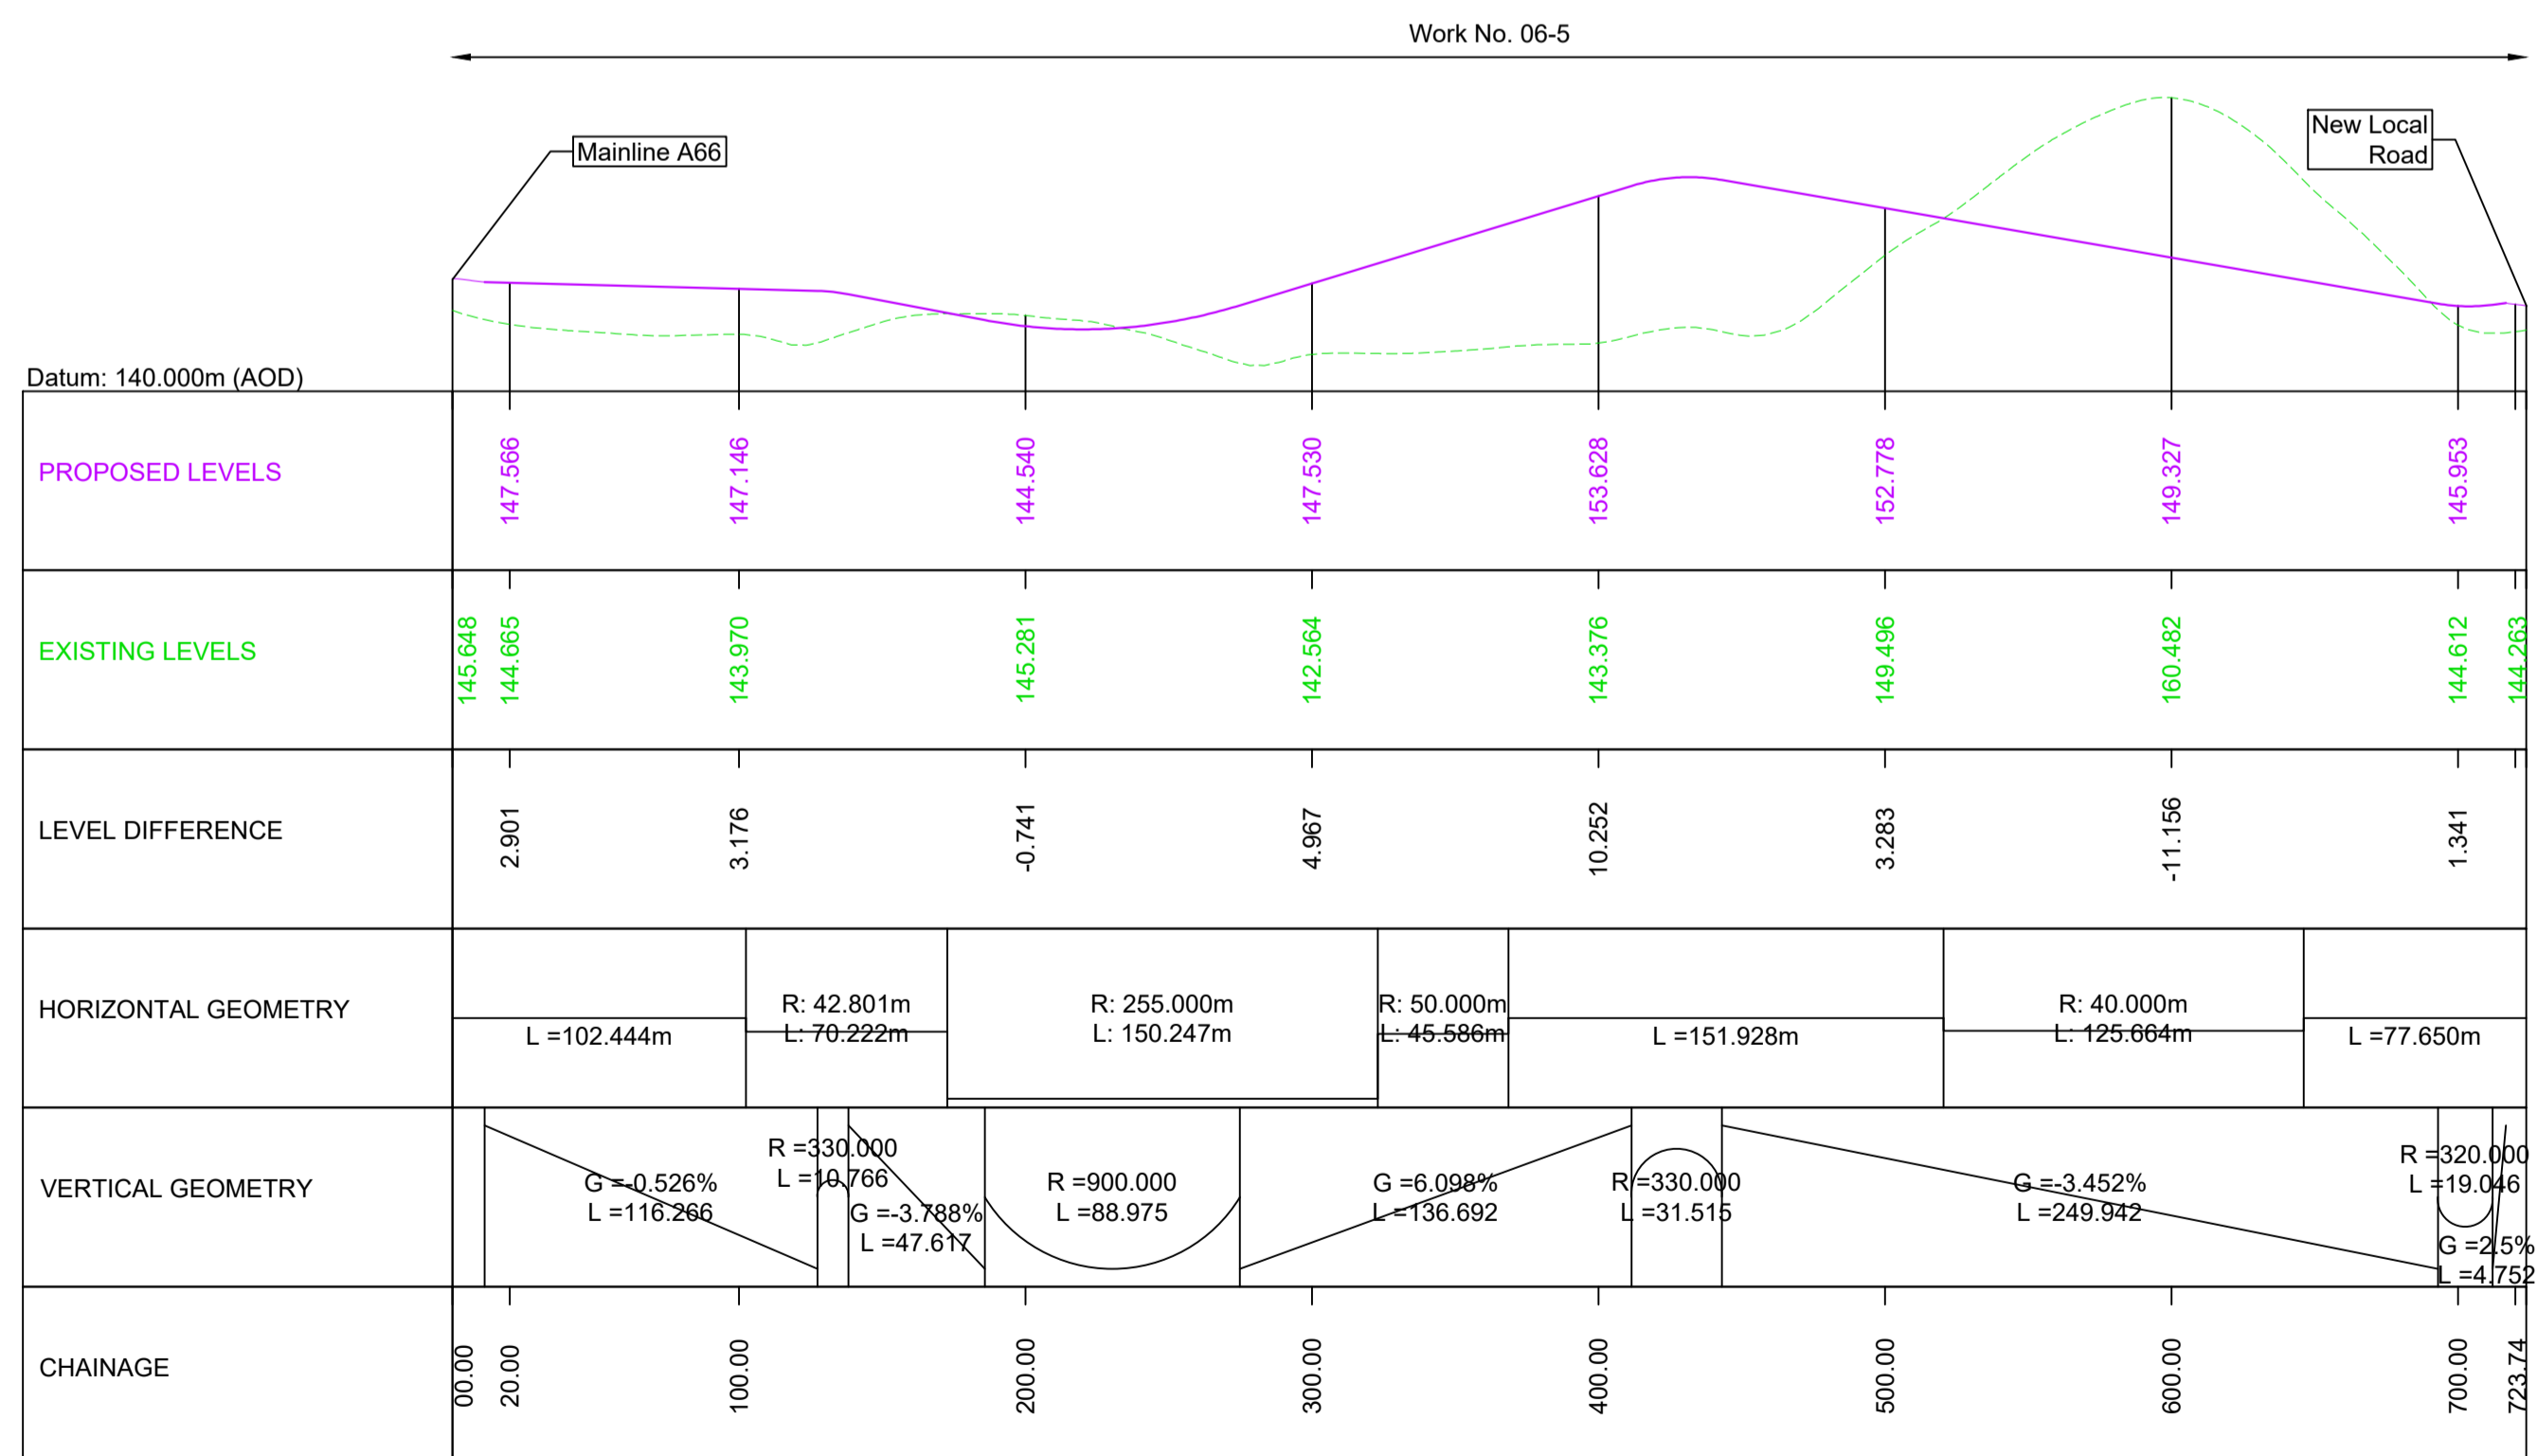 Work No. 06-5
Mainline A66
New Local
Road
Datum: 140.000m (AOD)
PROPOSED LEVELS
147.566
147.146
144.540
147.530
153.628
152.778
149.327
145.953
EXISTING LEVELS
145.648
144.665
143.970
145.281
142.564
143.376
149.496
160.482
144.612
144.263
LEVEL DIFFERENCE
2.901
3.176
-0.741
4.967
10.252
3.283
-11.156
1.341
HORIZONTAL GEOMETRY
L =102.444m
R: 42.801m
L: 70.222m
R: 255.000m
L: 150.247m
R: 50.000m
L: 45.586m
L =151.928m
R: 40.000m
L: 125.664m
L =77.650m
VERTICAL GEOMETRY
G =-0.526%
L =116.266
R =330.000
L =10.766
G =-3.788%
L =47.617
R =900.000
L =88.975
G =6.098%
L =136.692
R =330.000
L =31.515
G =-3.452%
L =249.942
R =320.000
L =19.046
G =2.5%
L =4.752
CHAINAGE
00.00
20.00
100.00
200.00
300.00
400.00
500.00
600.00
700.00
723.74